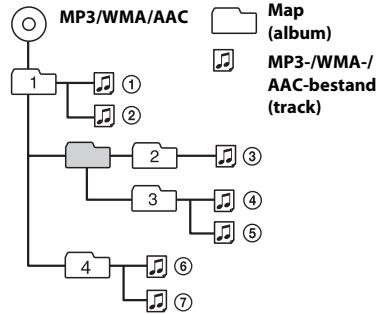 MP3/WMA/AAC
Map
(album)
MP3-/WMA-/
AAC-bestand
(track)
1
①
②
2
③
3
④
⑤
4
⑥
⑦